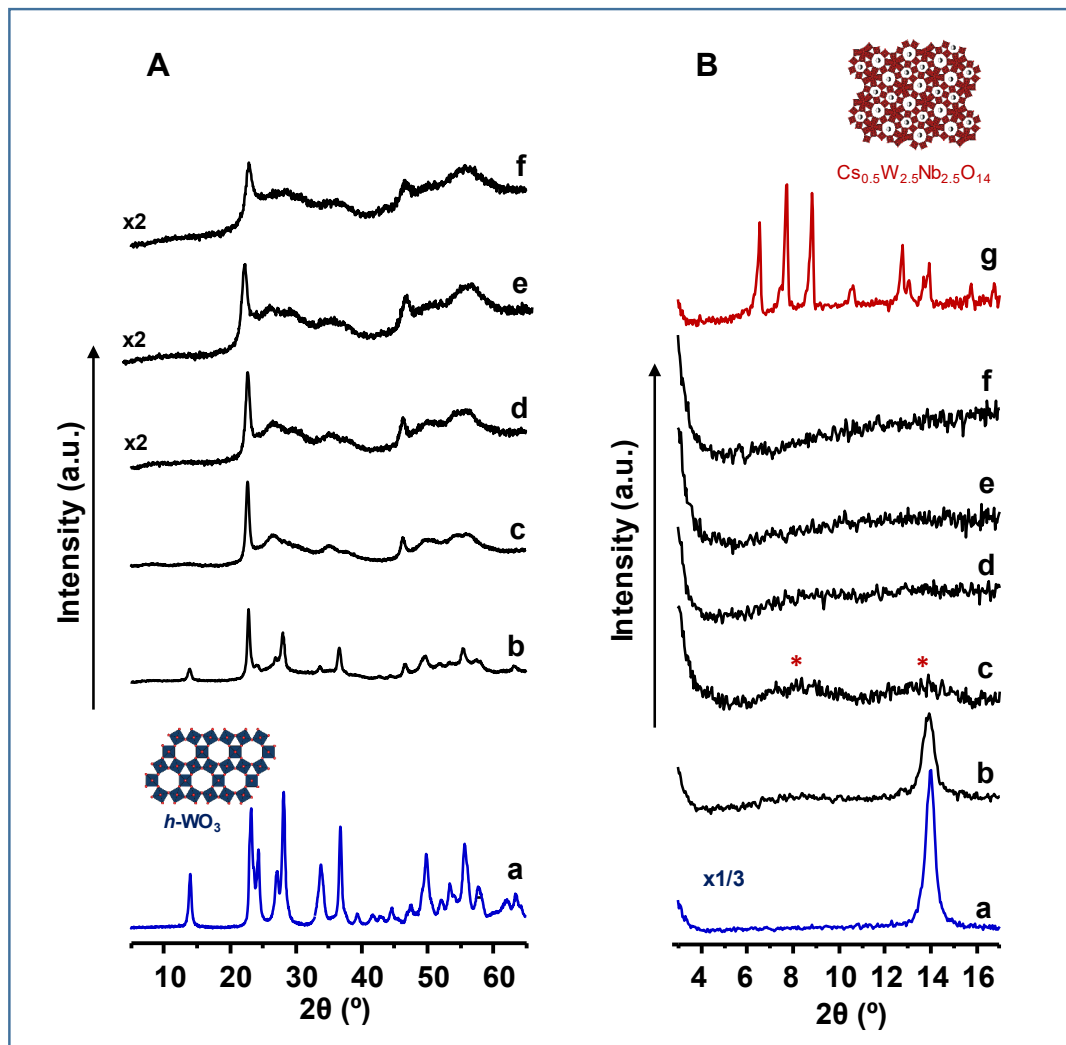 A
f
x2
e
x2
d
x2
c
b
h-WO₃
a
Intensity (a.u.)
10 20 30 40 50 60
2θ (º)
B
Cs₀.₅W₂.₅Nb₂.₅O₁₄
g
f
e
d
* *
c
b
x1/3
a
Intensity (a.u.)
4 6 8 10 12 14 16
2θ (º)